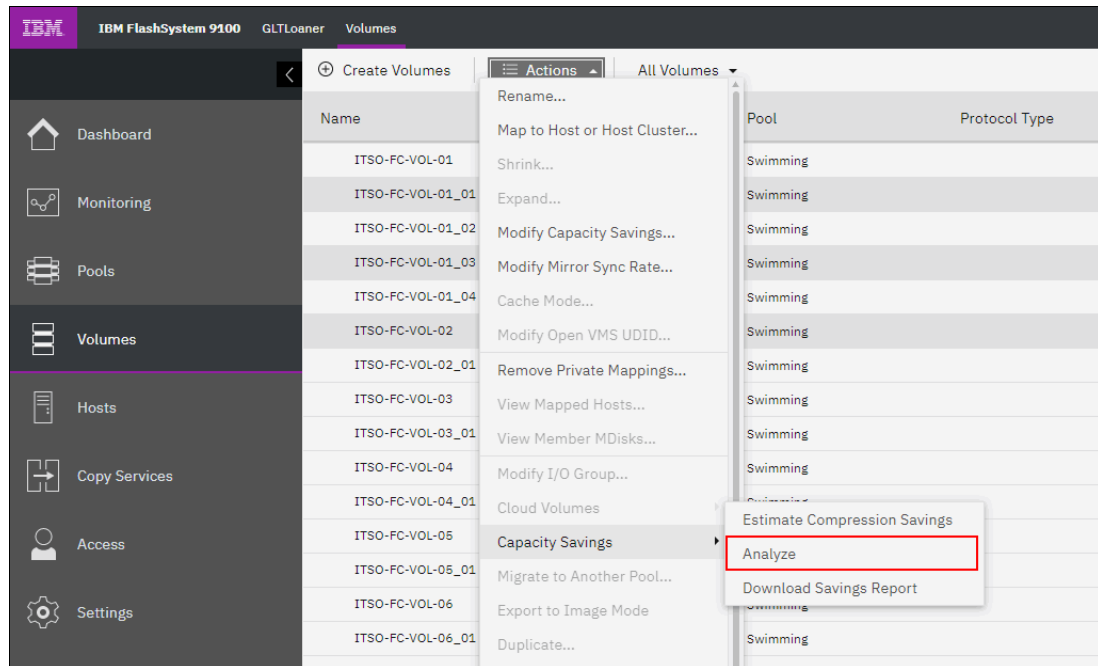 IBM IBM FlashSystem 9100 GLTLoaner Volumes
Create Volumes Actions All Volumes
Dashboard
Monitoring
Pools
Volumes
Hosts
Copy Services
Access
Settings
Name Pool Protocol Type
ITSO-FC-VOL-01 Swimming
ITSO-FC-VOL-01_01 Swimming
ITSO-FC-VOL-01_02 Swimming
ITSO-FC-VOL-01_03 Swimming
ITSO-FC-VOL-01_04 Swimming
ITSO-FC-VOL-02 Swimming
ITSO-FC-VOL-02_01 Swimming
ITSO-FC-VOL-03 Swimming
ITSO-FC-VOL-03_01 Swimming
ITSO-FC-VOL-04 Swimming
ITSO-FC-VOL-04_01
ITSO-FC-VOL-05
ITSO-FC-VOL-05_01
ITSO-FC-VOL-06 Swimming
ITSO-FC-VOL-06_01 Swimming
Rename...
Map to Host or Host Cluster...
Shrink...
Expand...
Modify Capacity Savings...
Modify Mirror Sync Rate...
Cache Mode...
Modify Open VMS UDID...
Remove Private Mappings...
View Mapped Hosts...
View Member MDisks...
Modify I/O Group...
Cloud Volumes
Capacity Savings
Migrate to Another Pool...
Export to Image Mode
Duplicate...
Estimate Compression Savings
Analyze
Download Savings Report